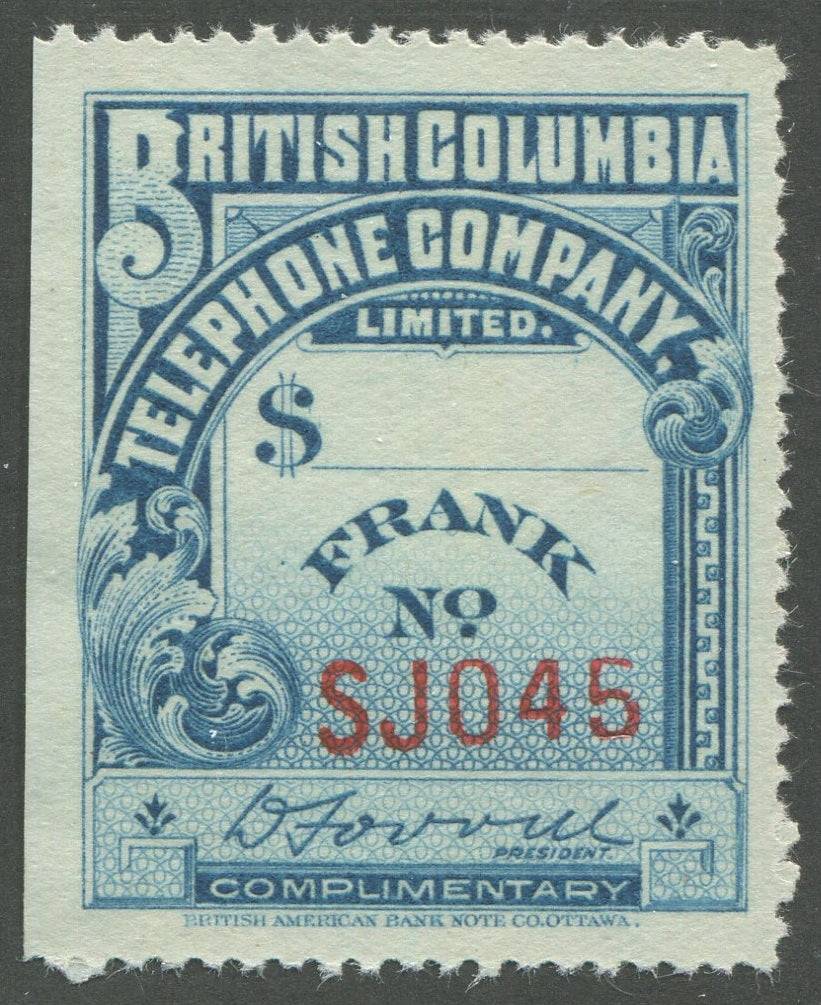 BRITISH COLUMBIA
TELEPHONE COMPANY,
LIMITED.
$
FRANK
No
SJ045
PRESIDENT.
COMPLIMENTARY
BRITISH AMERICAN BANK NOTE CO. OTTAWA.